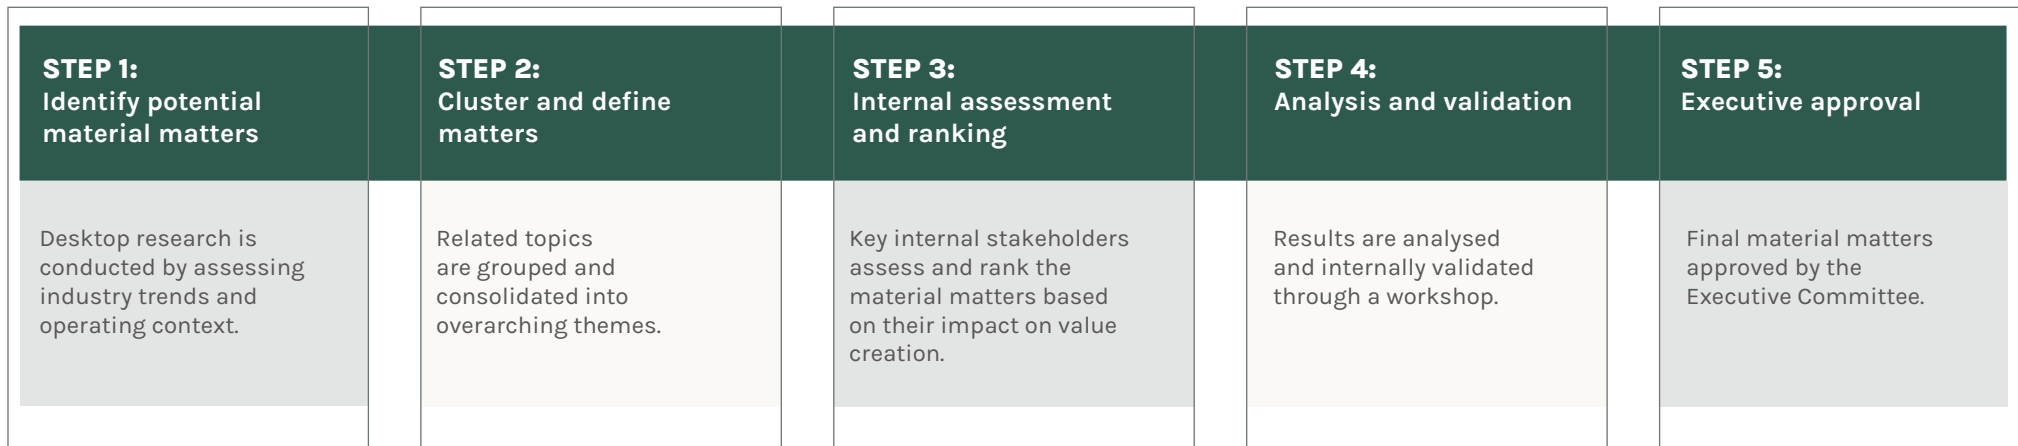 STEP 1:
Identify potential
material matters
Desktop research is
conducted by assessing
industry trends and
operating context.
STEP 2:
Cluster and define
matters
Related topics
are grouped and
consolidated into
overarching themes.
STEP 3:
Internal assessment
and ranking
Key internal stakeholders
assess and rank the
material matters based
on their impact on value
creation.
STEP 4:
Analysis and validation
Results are analysed
and internally validated
through a workshop.
STEP 5:
Executive approval
Final material matters
approved by the
Executive Committee.